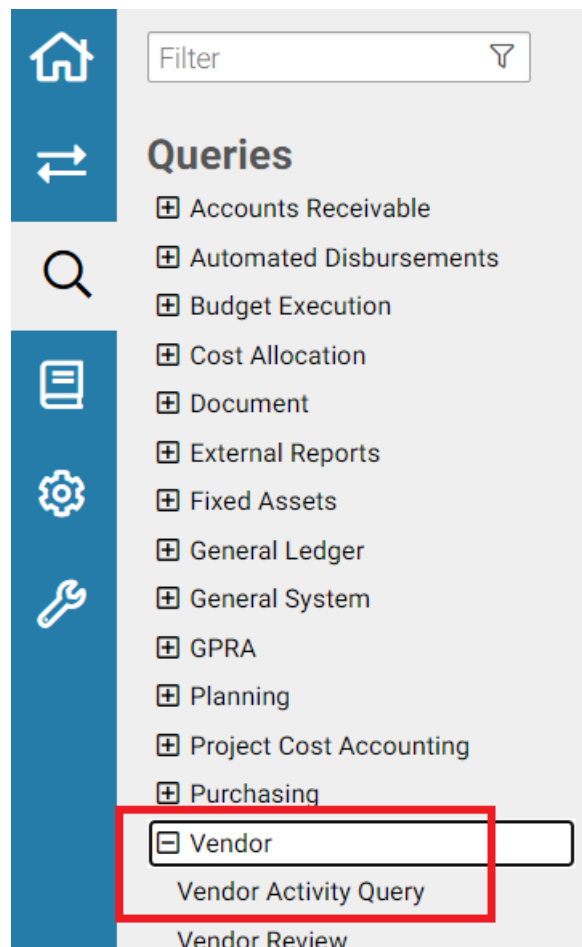 Filter
Queries
Accounts Receivable
Automated Disbursements
Budget Execution
Cost Allocation
Document
External Reports
Fixed Assets
General Ledger
General System
GPRA
Planning
Project Cost Accounting
Purchasing
Vendor
Vendor Activity Query
Vendor Review